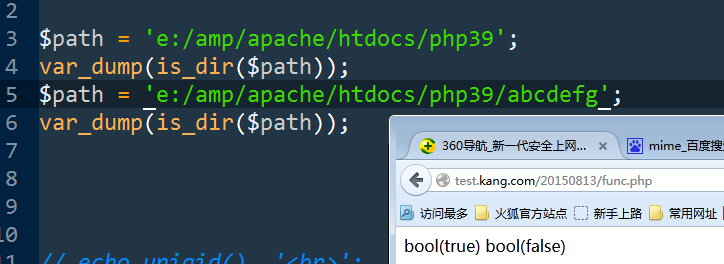 2
3 $path = 'e:/amp/apache/htdocs/php39';
4 var_dump(is_dir($path));
5 $path = 'e:/amp/apache/htdocs/php39/abcdefg_';
6 var_dump(is_dir($path));
7
8
9
10
11 // echo uniqid(), '<br>';
360导航_新一代安全上网... × mime_百度搜
test.kang.com/20150813/func.php
访问最多 火狐官方站点 新手上路 常用网址
bool(true) bool(false)